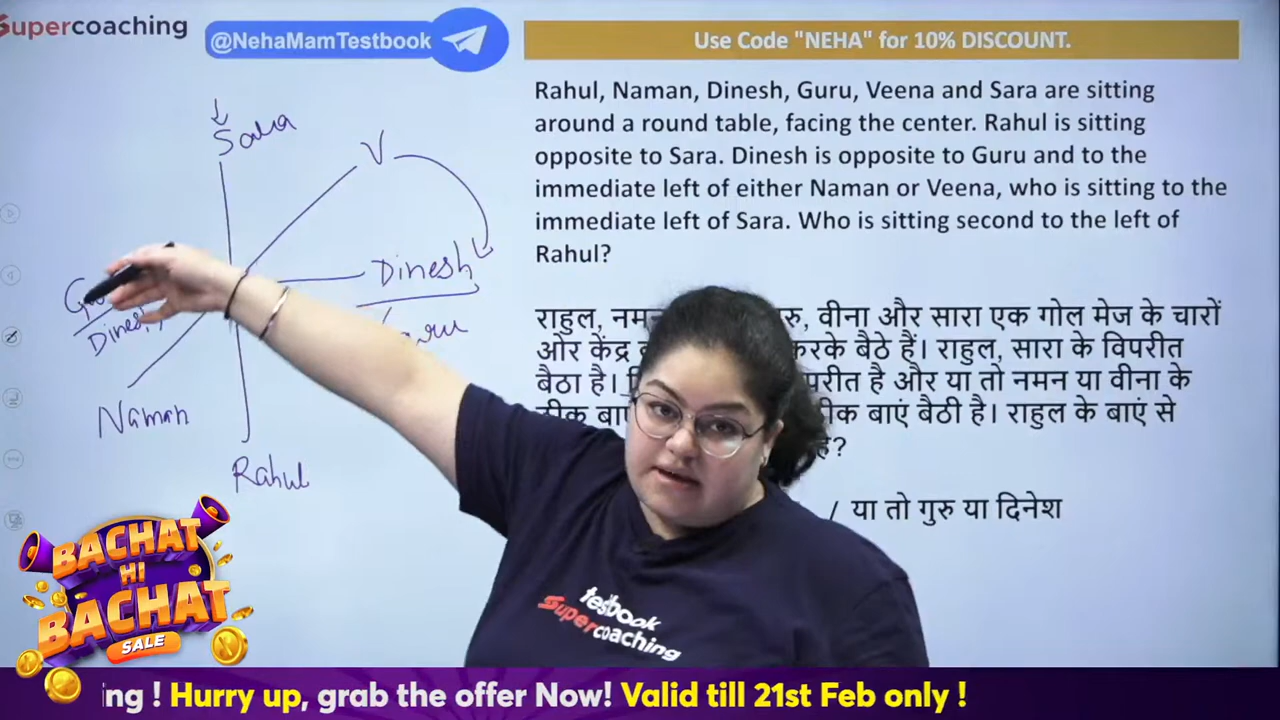 Supercoaching
@NehaMamTestbook
Use Code "NEHA" for 10% DISCOUNT.
Rahul, Naman, Dinesh, Guru, Veena and Sara are sitting
around a round table, facing the center. Rahul is sitting
opposite to Sara. Dinesh is opposite to Guru and to the
immediate left of either Naman or Veena, who is sitting to the
immediate left of Sara. Who is sitting second to the left of
Rahul?
राहुल,
रु, वीना और सारा एक गोल मेज के चारों
ओर केंद्र
करके बैठे हैं। राहुल, सारा के विपरीत
बैठा है।
परीत है और या तो नमन या वीना के
ठीक
ठीक बाएं बैठी है। राहुल के बाएं से
है?
/ या तो गुरु या दिनेश
Sara
V
Dinesh
Dinesh
Naman
Rahul
testbook
Supercoaching
BACHAT
HI
BACHAT
SALE
ing ! Hurry up, grab the offer Now! Valid till 21st Feb only !